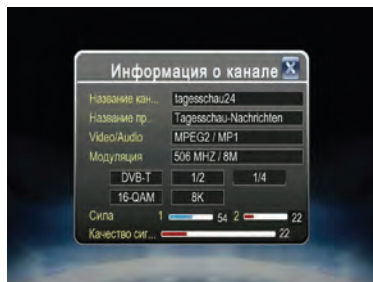 Информация о канале X
Название кан... tagesschau24
Название пр.. Tagesschau-Nachrichten
Video/Audio MPEG2 / MP1
Модуляция 506 MHZ / 8M
DVB-T 1/2 1/4
16-QAM 8K
Сила 1 54 2 22
Качество сиг... 22